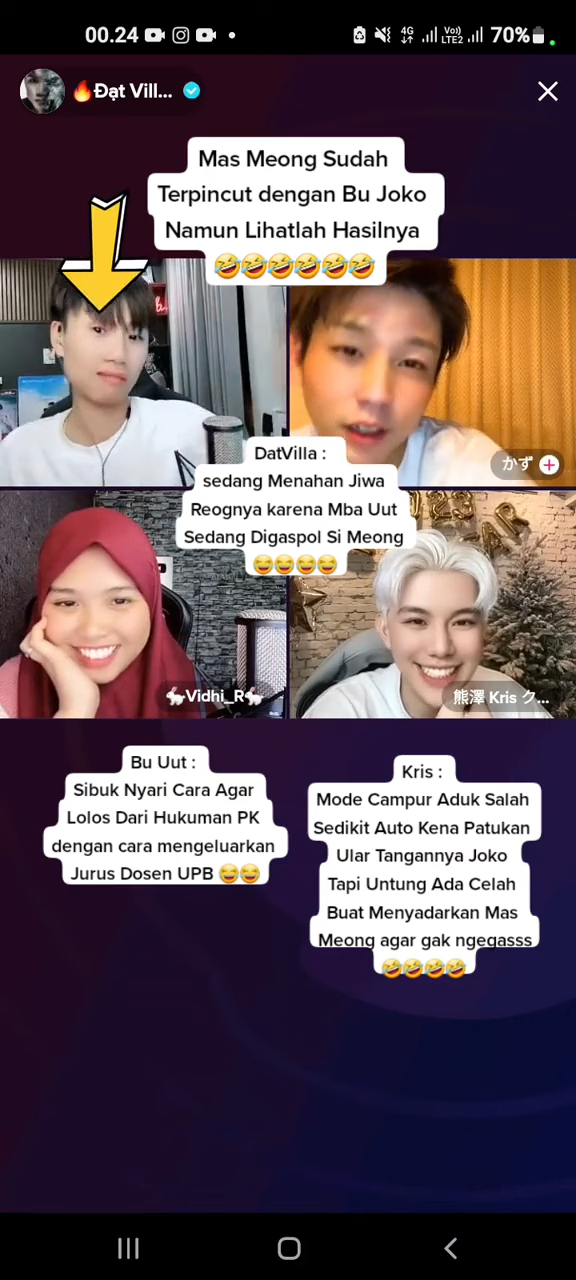 00.24
4G
Vo))
LTE2
70%
🔥Đạt Vill...
Mas Meong Sudah
Terpincut dengan Bu Joko
Namun Lihatlah Hasilnya
🤣🤣🤣🤣🤣🤣
かず
DatVilla :
sedang Menahan Jiwa
Reognya karena Mba Uut
Sedang Digaspol Si Meong
😂😂😂😂
🐇Vidhi_R🐇
熊澤 Kris ク...
Bu Uut :
Sibuk Nyari Cara Agar
Lolos Dari Hukuman PK
dengan cara mengeluarkan
Jurus Dosen UPB 😂😂
Kris :
Mode Campur Aduk Salah
Sedikit Auto Kena Patukan
Ular Tangannya Joko
Tapi Untung Ada Celah
Buat Menyadarkan Mas
Meong agar gak ngegasss
🤣🤣🤣🤣